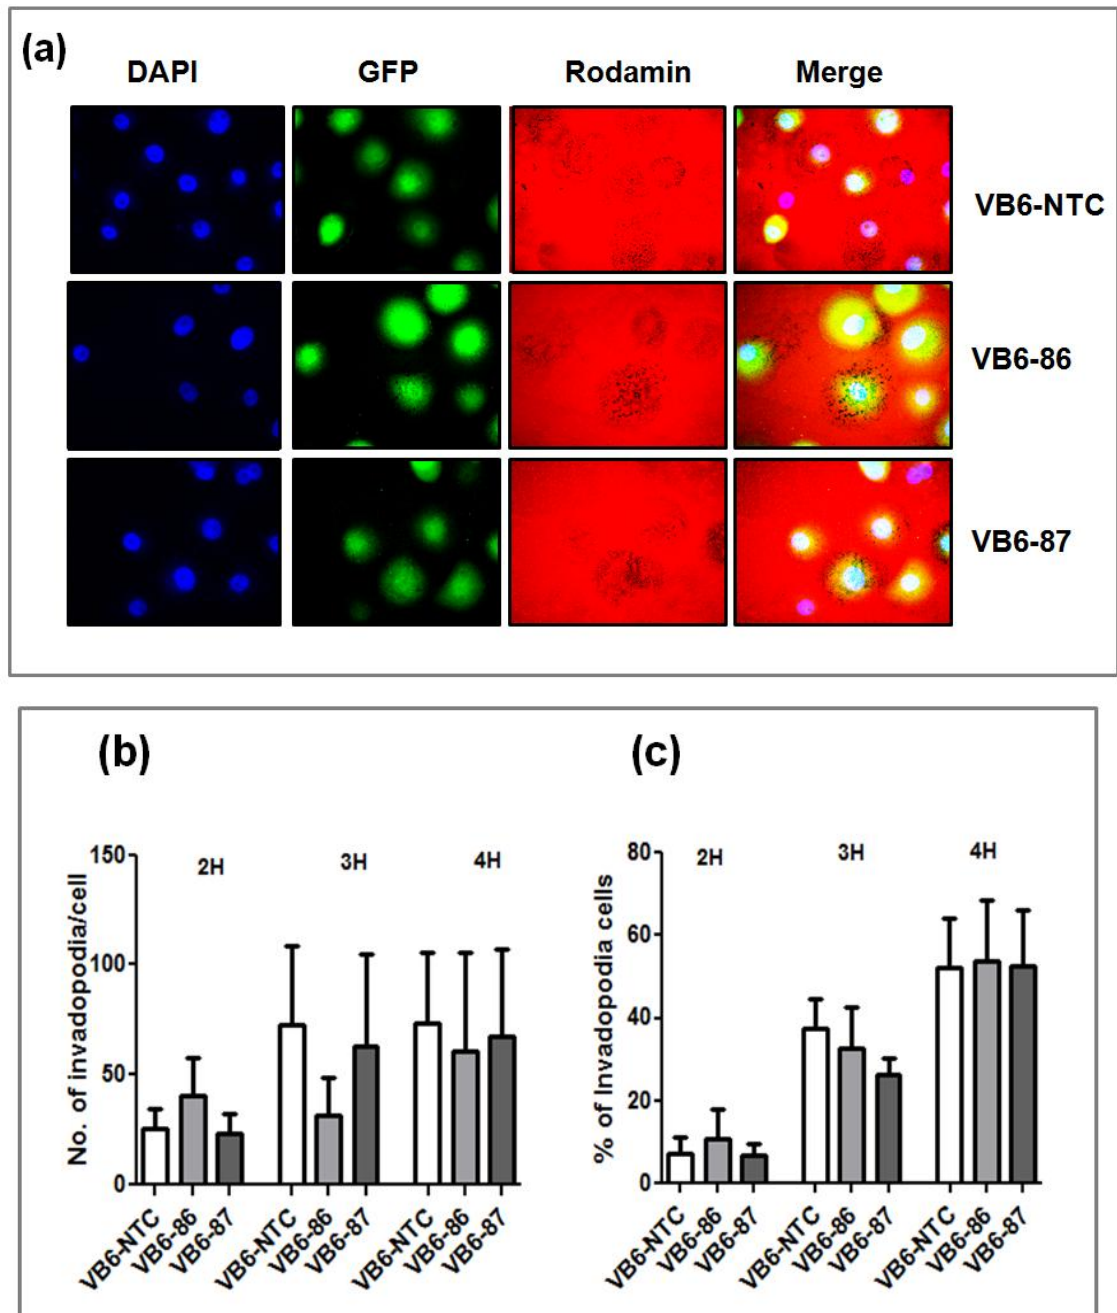 (a)
DAPI GFP Rodamin Merge
VB6-NTC
VB6-86
VB6-87
(b)
No. of invadopodia/cell
150
100
50
0
2H 3H 4H
VB6-NTC VB6-86 VB6-87 VB6-NTC VB6-86 VB6-87 VB6-NTC VB6-86 VB6-87
(c)
% of Invadopodia cells
80
60
40
20
0
2H 3H 4H
VB6-NTC VB6-86 VB6-87 VB6-NTC VB6-86 VB6-87 VB6-NTC VB6-86 VB6-87